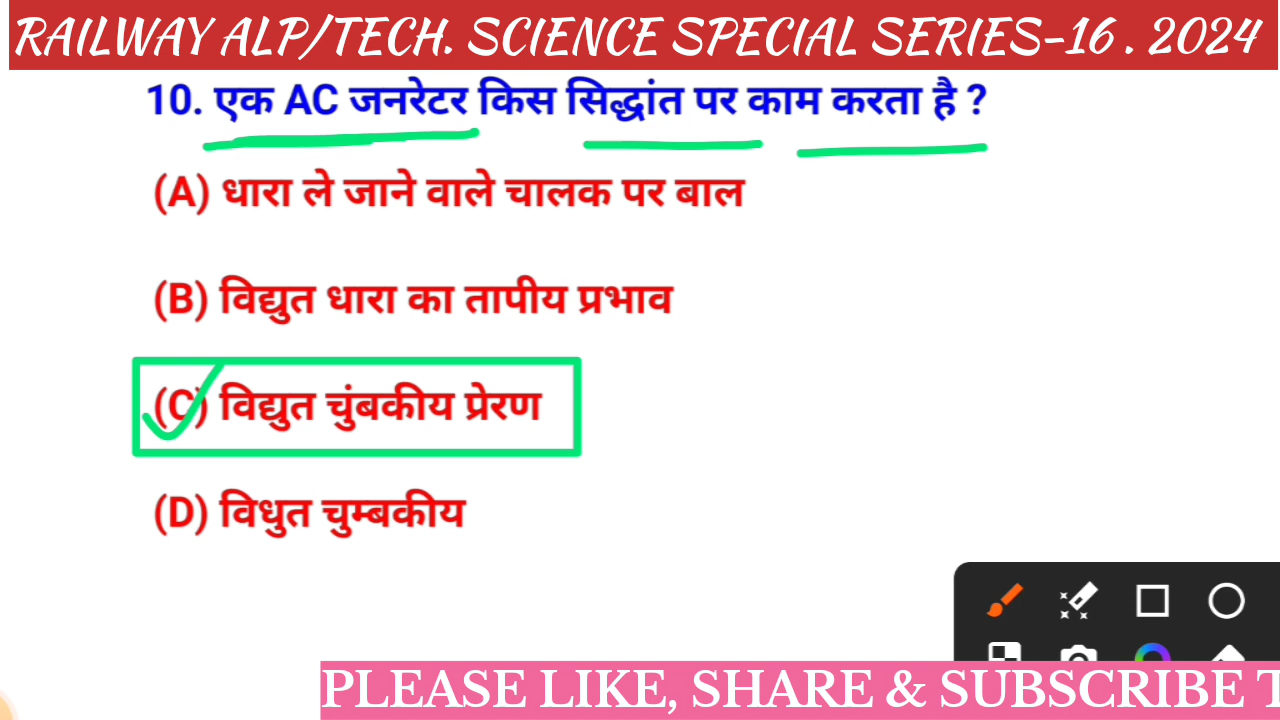 RAILWAY ALP/TECH. SCIENCE SPECIAL SERIES-16 . 2024
10. एक AC जनरेटर किस सिद्धांत पर काम करता है ?
(A) धारा ले जाने वाले चालक पर बाल
(B) विद्युत धारा का तापीय प्रभाव
(C) विद्युत चुंबकीय प्रेरण
(D) विधुत चुम्बकीय
PLEASE LIKE, SHARE & SUBSCRIBE T